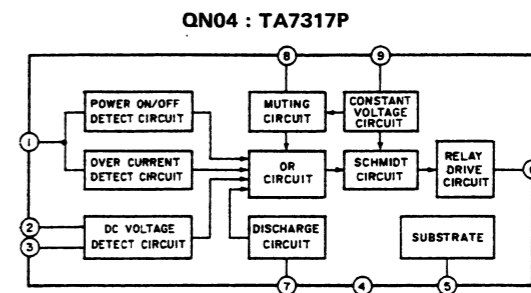 QN04 : TA7317P
8
9
POWER ON/OFF
DETECT CIRCUIT
MUTING
CIRCUIT
CONSTANT
VOLTAGE
CIRCUIT
1
OVER CURRENT
DETECT CIRCUIT
OR
CIRCUIT
SCHMIDT
CIRCUIT
RELAY
DRIVE
CIRCUIT
2
3
DC VOLTAGE
DETECT CIRCUIT
DISCHARGE
CIRCUIT
SUBSTRATE
7
4
5